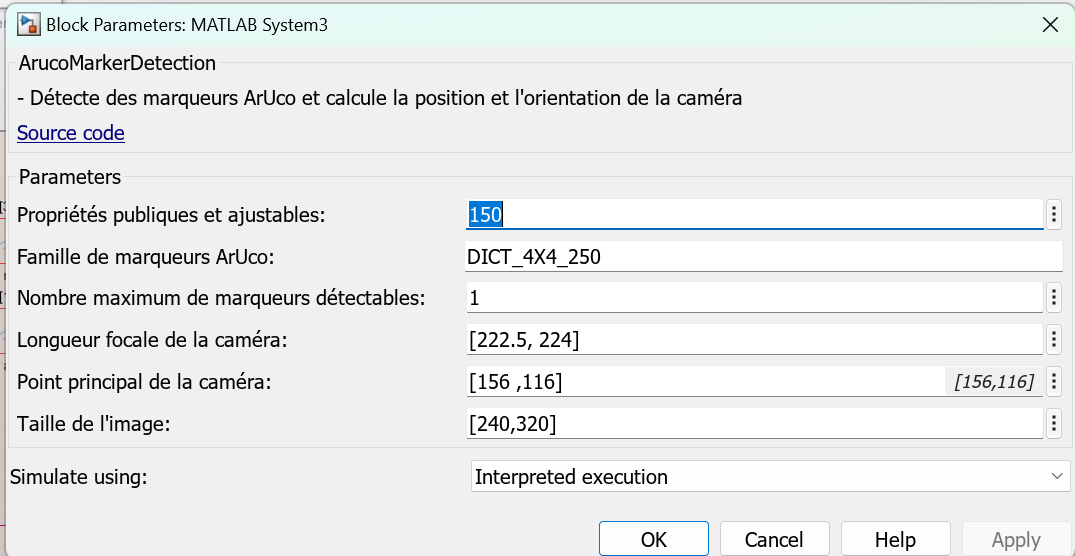 Block Parameters: MATLAB System3
ArucoMarkerDetection
- Détecte des marqueurs ArUco et calcule la position et l'orientation de la caméra
Source code
Parameters
Propriétés publiques et ajustables: 150
Famille de marqueurs ArUco: DICT_4X4_250
Nombre maximum de marqueurs détectables: 1
Longueur focale de la caméra: [222.5, 224]
Point principal de la caméra: [156 ,116] [156,116]
Taille de l'image: [240,320]
Simulate using: Interpreted execution
OK Cancel Help Apply